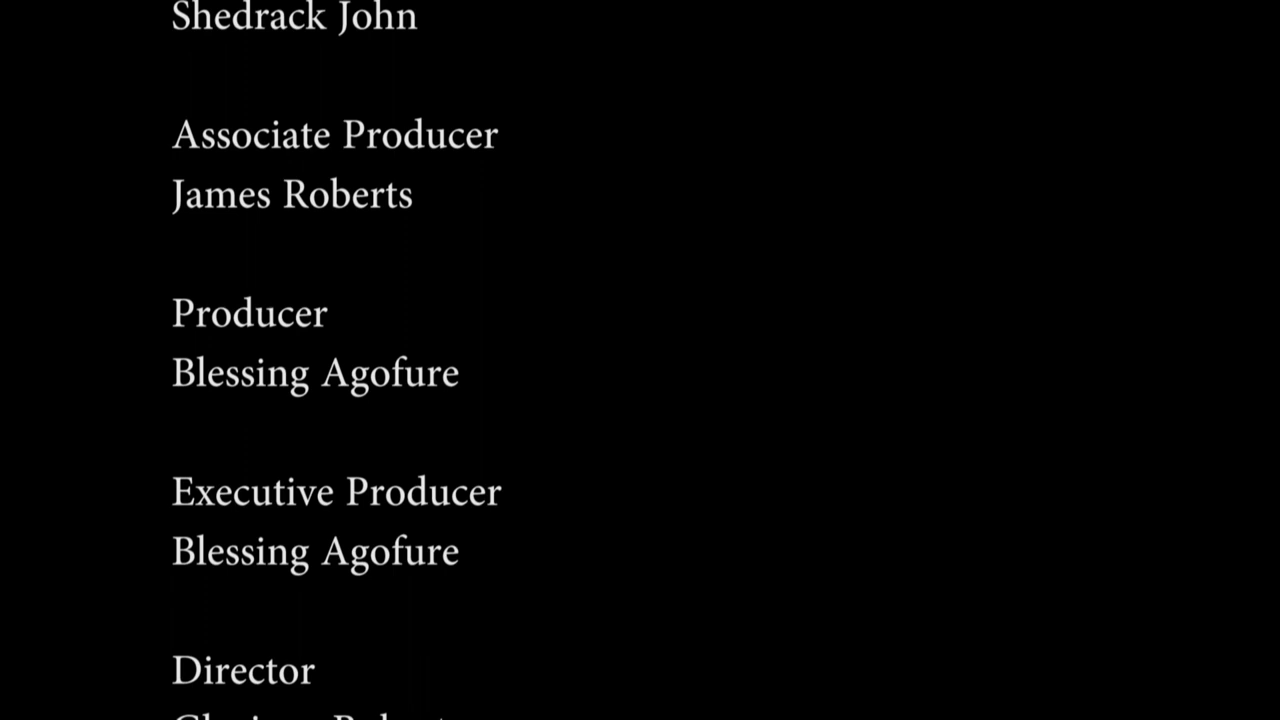 Shedrack John
Associate Producer
James Roberts
Producer
Blessing Agofure
Executive Producer
Blessing Agofure
Director